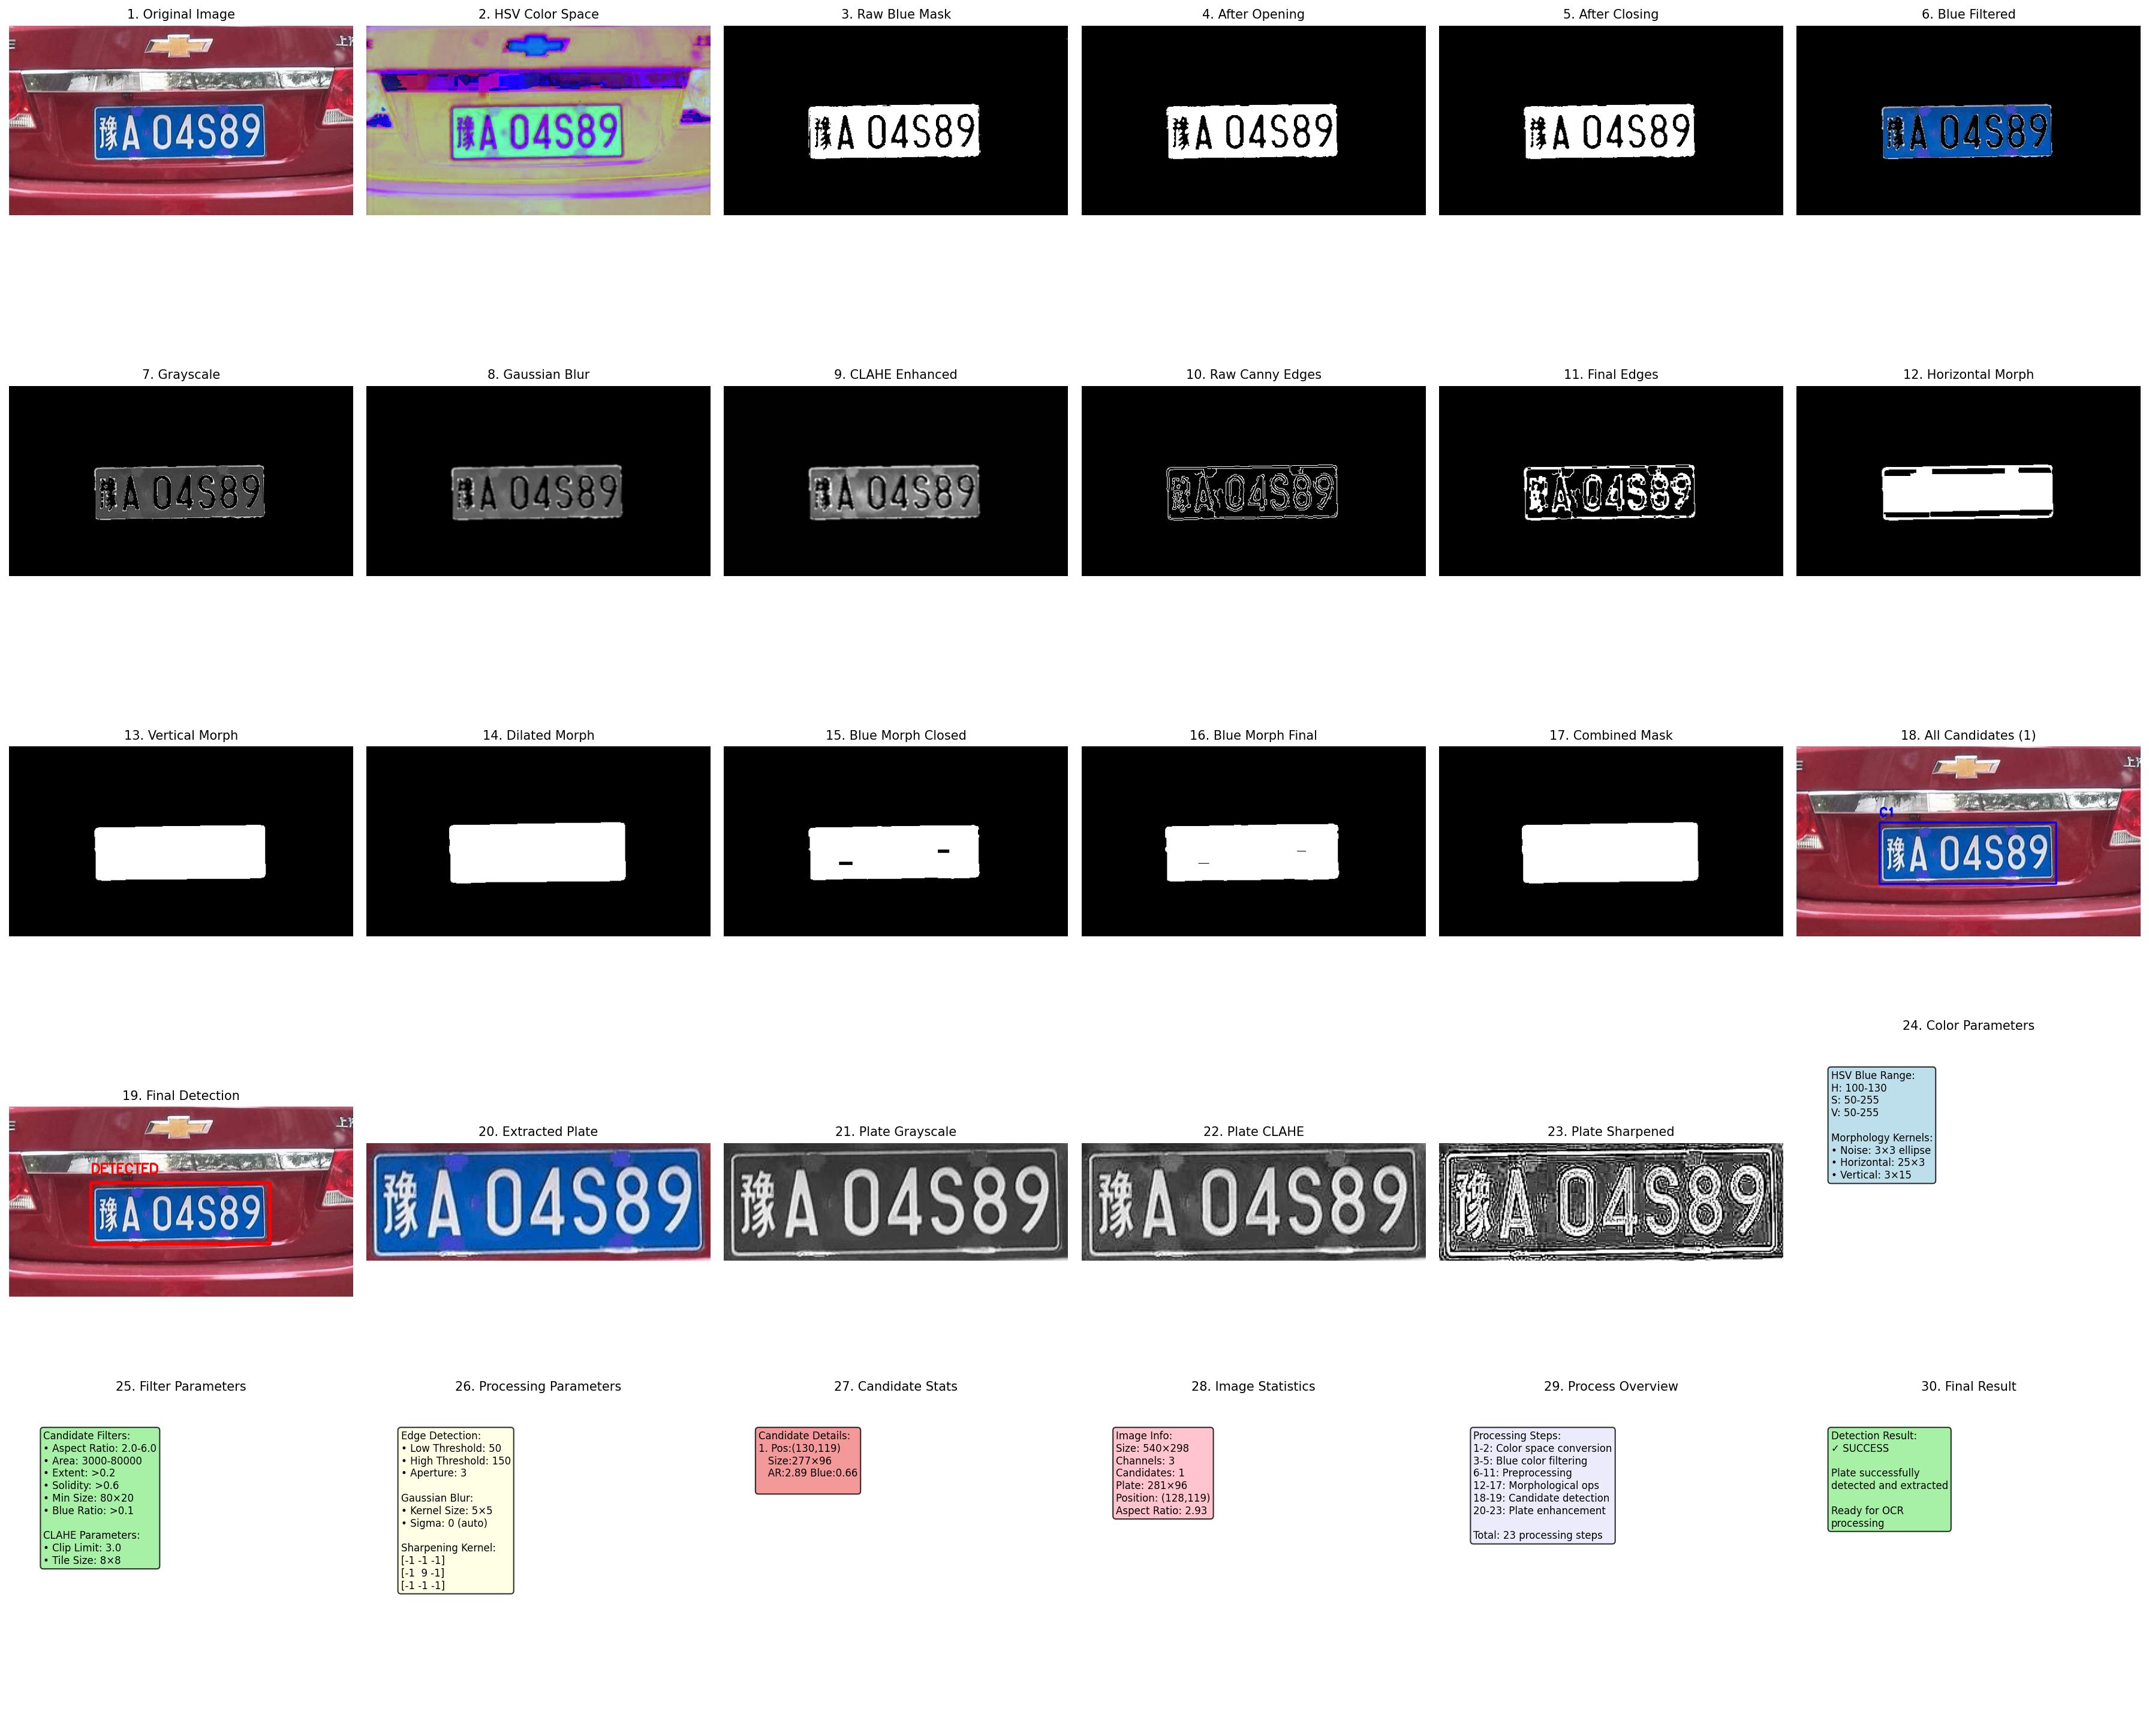 1. Original Image
2. HSV Color Space
3. Raw Blue Mask
4. After Opening
5. After Closing
6. Blue Filtered
上
豫A 04S89
上
豫A 04S89
豫A 04S89
豫A 04S89
豫A 04S89
豫A 04S89
7. Grayscale
8. Gaussian Blur
9. CLAHE Enhanced
10. Raw Canny Edges
11. Final Edges
12. Horizontal Morph
豫A 04S89
豫A 04S89
豫A 04S89
豫A 04S89
豫A 04S89
13. Vertical Morph
14. Dilated Morph
15. Blue Morph Closed
16. Blue Morph Final
17. Combined Mask
18. All Candidates (1)
上
C1
豫A 04S89
19. Final Detection
上
DETECTED
豫A 04S89
20. Extracted Plate
豫A 04S89
21. Plate Grayscale
豫A 04S89
22. Plate CLAHE
豫A 04S89
23. Plate Sharpened
豫A 04S89
24. Color Parameters
HSV Blue Range:
H: 100-130
S: 50-255
V: 50-255
Morphology Kernels:
• Noise: 3×3 ellipse
• Horizontal: 25×3
• Vertical: 3×15
25. Filter Parameters
Candidate Filters:
• Aspect Ratio: 2.0-6.0
• Area: 3000-80000
• Extent: >0.2
• Solidity: >0.6
• Min Size: 80×20
• Blue Ratio: >0.1
CLAHE Parameters:
• Clip Limit: 3.0
• Tile Size: 8×8
26. Processing Parameters
Edge Detection:
• Low Threshold: 50
• High Threshold: 150
• Aperture: 3
Gaussian Blur:
• Kernel Size: 5×5
• Sigma: 0 (auto)
Sharpening Kernel:
[-1 -1 -1]
[-1  9 -1]
[-1 -1 -1]
27. Candidate Stats
Candidate Details:
1. Pos:(130,119)
Size:277×96
AR:2.89 Blue:0.66
28. Image Statistics
Image Info:
Size: 540×298
Channels: 3
Candidates: 1
Plate: 281×96
Position: (128,119)
Aspect Ratio: 2.93
29. Process Overview
Processing Steps:
1-2: Color space conversion
3-5: Blue color filtering
6-11: Preprocessing
12-17: Morphological ops
18-19: Candidate detection
20-23: Plate enhancement
Total: 23 processing steps
30. Final Result
Detection Result:
✓ SUCCESS
Plate successfully
detected and extracted
Ready for OCR
processing